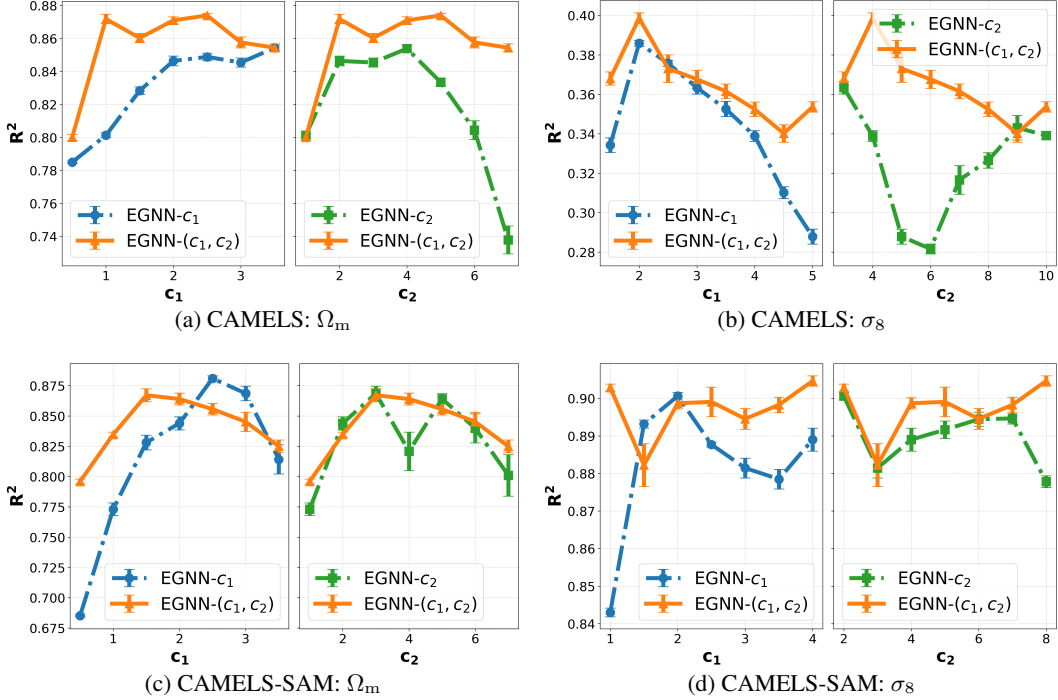 R²
0.88
0.86
0.84
0.82
0.80
0.78
0.76
0.74
EGNN-c₁
EGNN-(c₁, c₂)
1 2 3
c₁
EGNN-c₂
EGNN-(c₁, c₂)
2 4 6
c₂
(a) CAMELS: Ωₘ
R²
0.40
0.38
0.36
0.34
0.32
0.30
0.28
EGNN-c₁
EGNN-(c₁, c₂)
2 3 4 5
c₁
EGNN-c₂
EGNN-(c₁, c₂)
4 6 8 10
c₂
(b) CAMELS: σ₈
R²
0.875
0.850
0.825
0.800
0.775
0.750
0.725
0.700
0.675
EGNN-c₁
EGNN-(c₁, c₂)
1 2 3
c₁
EGNN-c₂
EGNN-(c₁, c₂)
2 4 6
c₂
(c) CAMELS-SAM: Ωₘ
R²
0.90
0.89
0.88
0.87
0.86
0.85
0.84
EGNN-c₁
EGNN-(c₁, c₂)
1 2 3 4
c₁
EGNN-c₂
EGNN-(c₁, c₂)
2 4 6 8
c₂
(d) CAMELS-SAM: σ₈